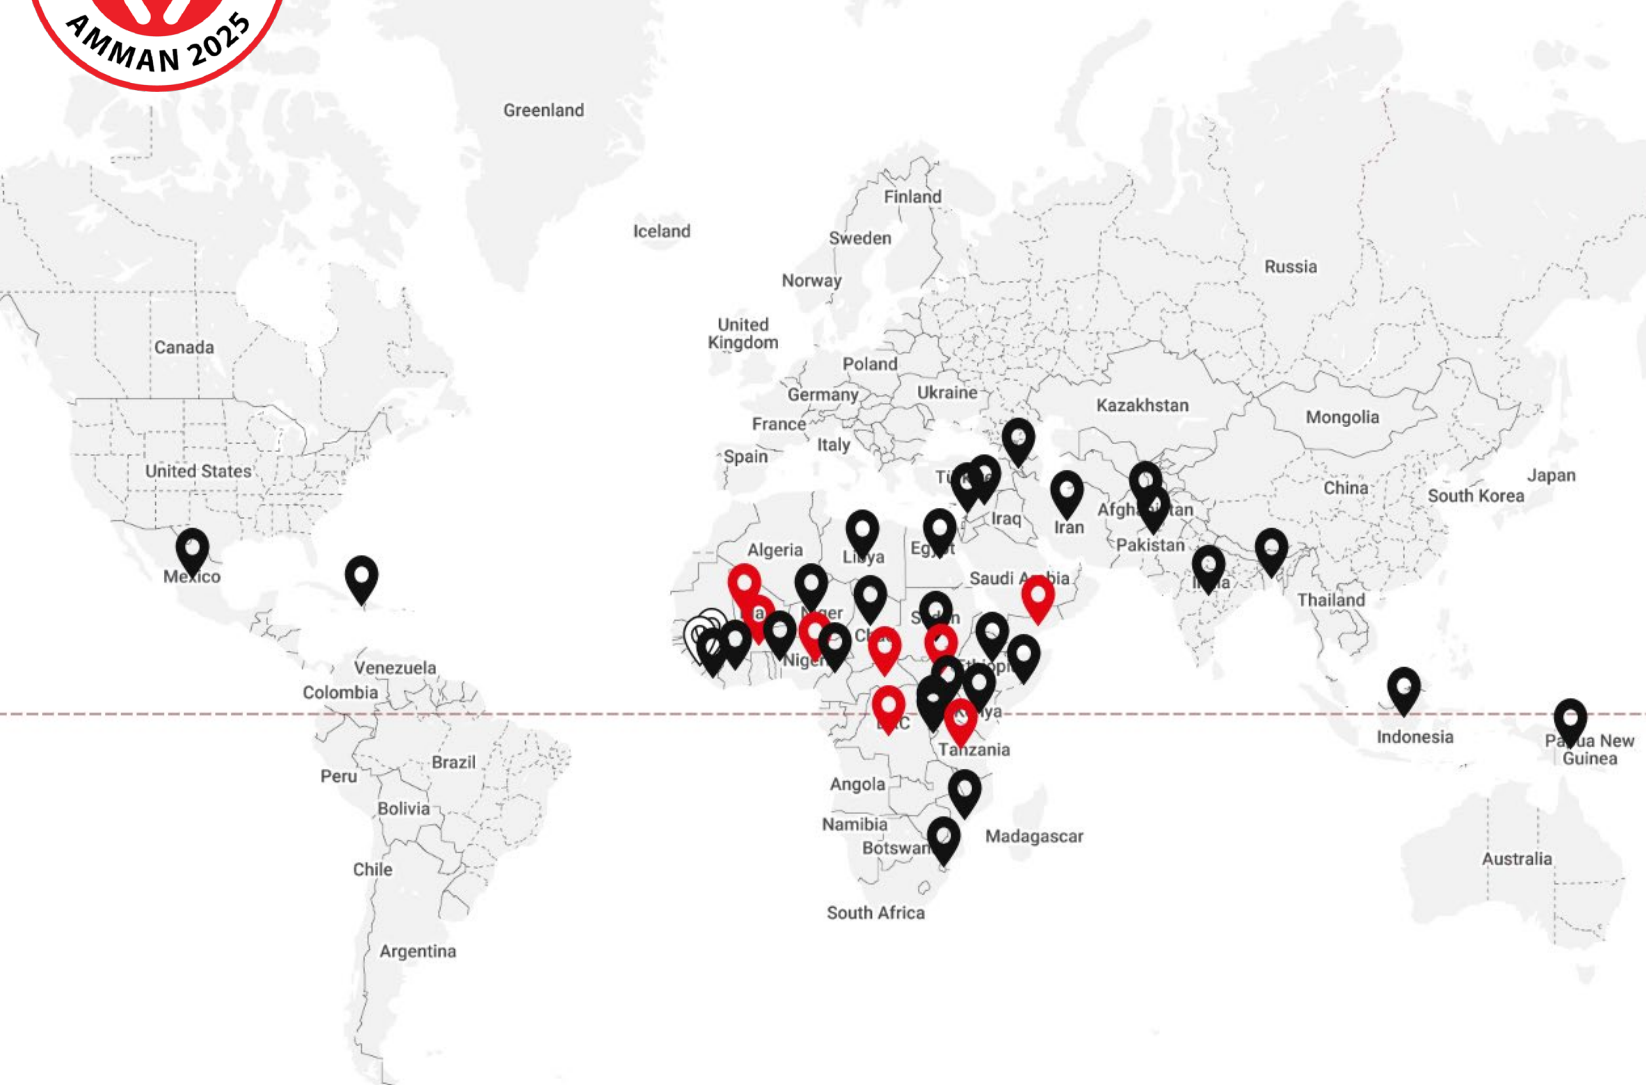 AMMAN 2025
Greenland
Finland
Iceland
Sweden
Russia
Norway
United
Kingdom
Canada
Poland
Germany
Ukraine
Kazakhstan
Mongolia
France
Italy
Spain
United States
Japan
China
South Korea
Iraq
Iran
Pakistan
Algeria
Mexico
Thailand
Venezuela
Colombia
Indonesia
Guinea
Tanzania
Brazil
Peru
Angola
Bolivia
Namibia
Madagascar
Australia
Chile
South Africa
Argentina